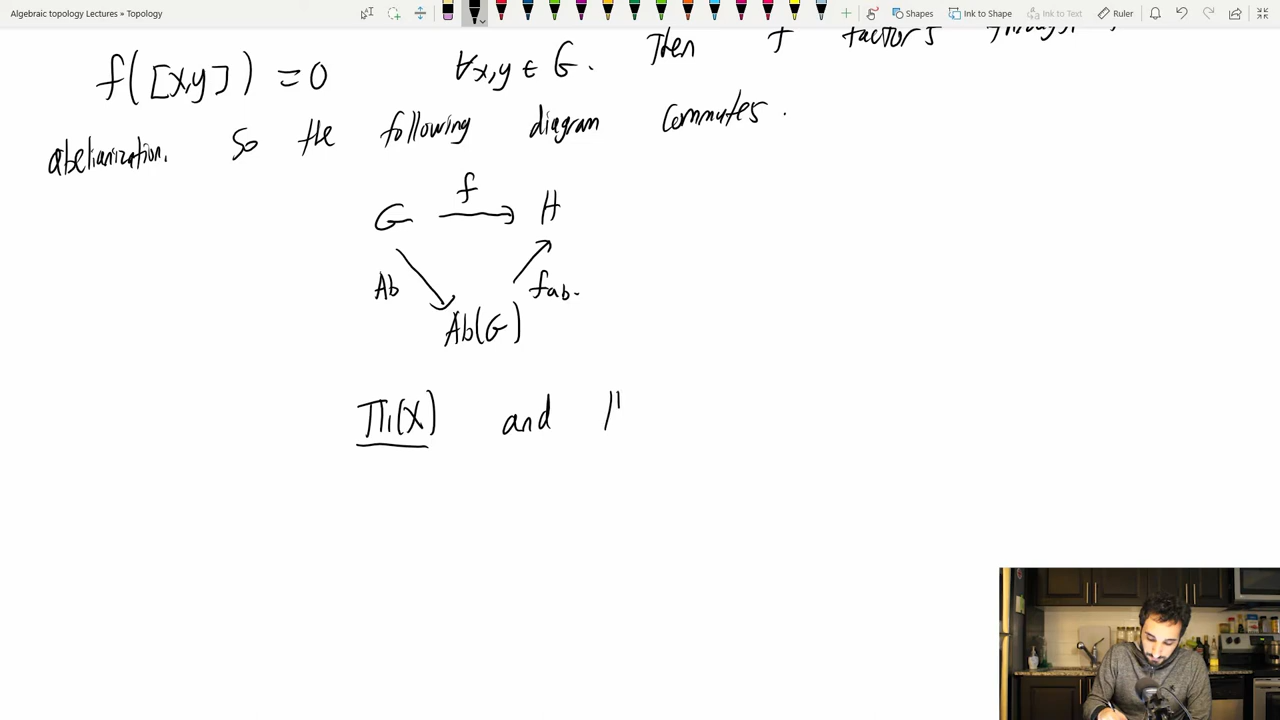 Algebraic topology Lectures » Topology
Shapes Ink to Shape Ink to Text Ruler
f([x,y]) = 0 ∀x,y ∈ G. Then f factors through
abelianization. So the following diagram commutes.
f
G → H
Ab fab.
Ab(G)
π₁(X) and